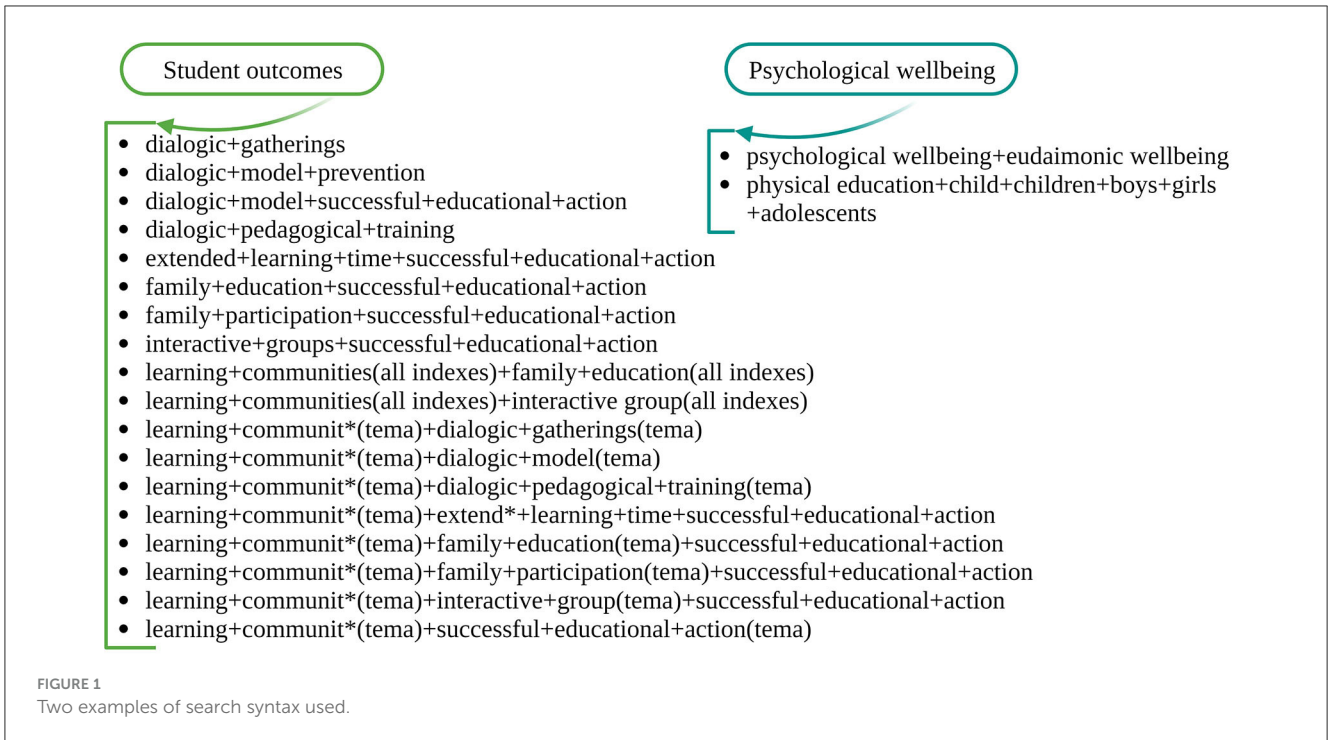 Student outcomes
• dialogic+gatherings
• dialogic+model+prevention
• dialogic+model+successful+educational+action
• dialogic+pedagogical+training
• extended+learning+time+successful+educational+action
• family+education+successful+educational+action
• family+participation+successful+educational+action
• interactive+groups+successful+educational+action
• learning+communities(all indexes)+family+education(all indexes)
• learning+communities(all indexes)+interactive group(all indexes)
• learning+communit*(tema)+dialogic+gatherings(tema)
• learning+communit*(tema)+dialogic+model(tema)
• learning+communit*(tema)+dialogic+pedagogical+training(tema)
• learning+communit*(tema)+extend*+learning+time+successful+educational+action
• learning+communit*(tema)+family+education(tema)+successful+educational+action
• learning+communit*(tema)+family+participation(tema)+successful+educational+action
• learning+communit*(tema)+interactive+group(tema)+successful+educational+action
• learning+communit*(tema)+successful+educational+action(tema)
Psychological wellbeing
• psychological wellbeing+eudaimonic wellbeing
• physical education+child+children+boys+girls
+adolescents
FIGURE 1
Two examples of search syntax used.